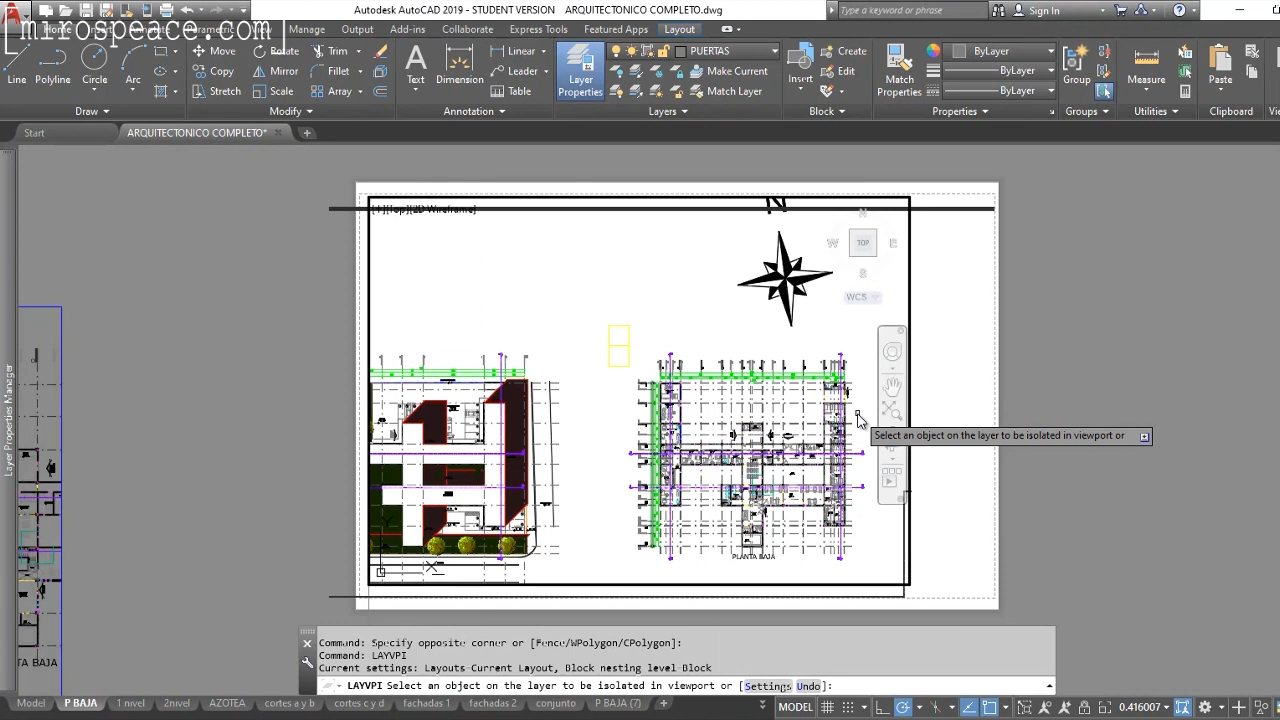 Autodesk AutoCAD 2019 - STUDENT VERSION ARQUITECTONICO COMPLETO.dwg
Type a keyword or phrase
Sign In
[mirospeace.com]
Manage Output Add-ins Collaborate Express Tools Featured Apps Layout
Line Polyline Circle Arc
Move Rotate Trim
Copy Mirror Fillet
Stretch Scale Array
Text Dimension
Linear
Leader
Table
Layer Properties
PUERTAS
Make Current
Match Layer
Insert
Create
Edit
Match Properties
ByLayer
ByLayer
ByLayer
Group Measure Paste
Draw Modify Annotation Layers Block Properties Groups Utilities Clipboard
Start ARQUITECTONICO COMPLETO*
[+][Top][2D Wireframe]
N
N
W TOP E
WCS
Layer Properties Manager
Select an object on the layer to be isolated in viewport or
PLANTA BAJA
TA BAJA
Command: Specify opposite corner or [Fence/WPolygon/CPolygon]:
Command: LAYVPI
Current settings: Layouts-Current Layout, Block nesting level-Block
LAYVPI Select an object on the layer to be isolated in viewport or [Settings Undo]:
Model P BAJA 1 nivel 2nivel AZOTEA cortes a y b cortes c y d fachadas 1 fachadas 2 conjunto P BAJA (7)
MODEL
0.416007